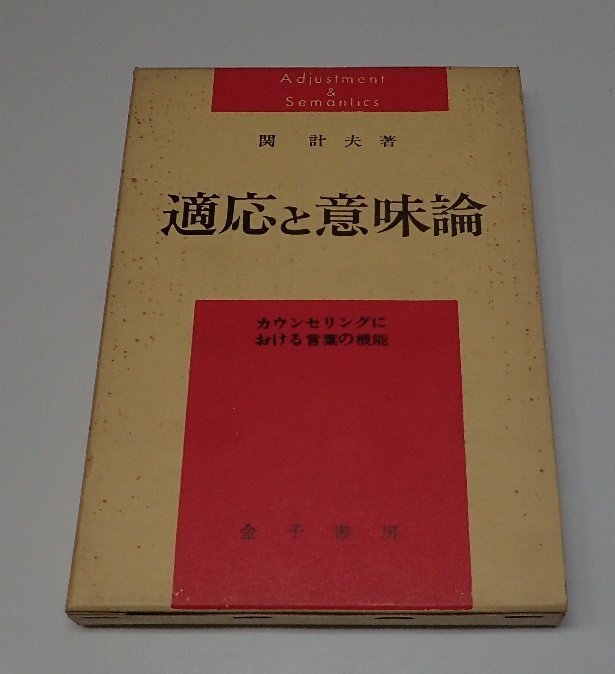 Adjustment
&
Semantics
関 計夫 著
適応と意味論
カウンセリングに
おける言葉の機能
金子書房